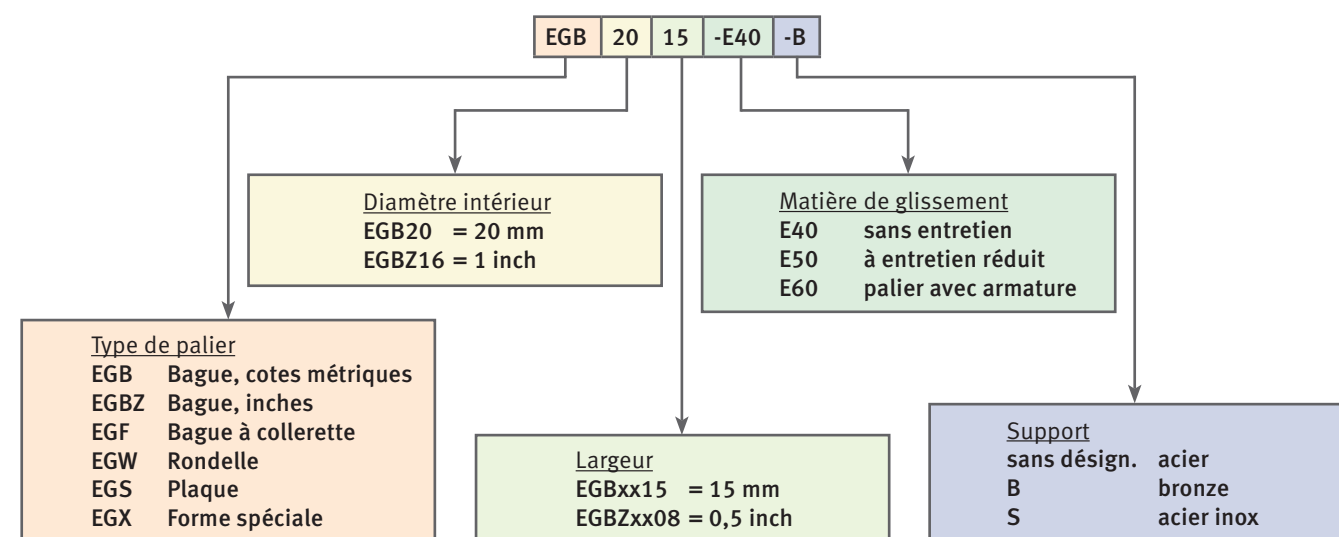 EGB 20 15 -E40 -B
Diamètre intérieur
EGB20 = 20 mm
EGBZ16 = 1 inch
Matière de glissement
E40 sans entretien
E50 à entretien réduit
E60 palier avec armature
Type de palier
EGB Bague, cotes métriques
EGBZ Bague, inches
EGF Bague à collerette
EGW Rondelle
EGS Plaque
EGX Forme spéciale
Largeur
EGBxx15 = 15 mm
EGBZxx08 = 0,5 inch
Support
sans désign. acier
B bronze
S acier inox